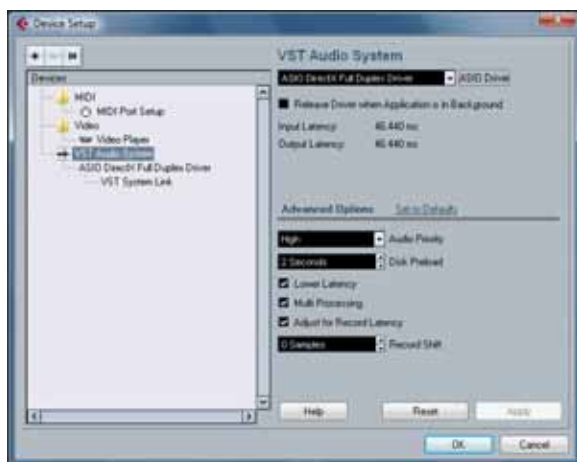 Device Setup
Devices
MIDI
MIDI Port Setup
Video
Video Player
VST Audio System
ASIO DirectX Full Duplex Driver
VST System Link
VST Audio System
ASIO DirectX Full Duplex Driver ASIO Driver
Release Driver when Application is in Background
Input Latency: 46.440 ms
Output Latency: 46.440 ms
Advanced Options Set to Defaults
High Audio Priority
2 Seconds Disk Preload
Lower Latency
Multi Processing
Adjust for Record Latency
0 Samples Record Shift
Help Reset Apply
OK Cancel